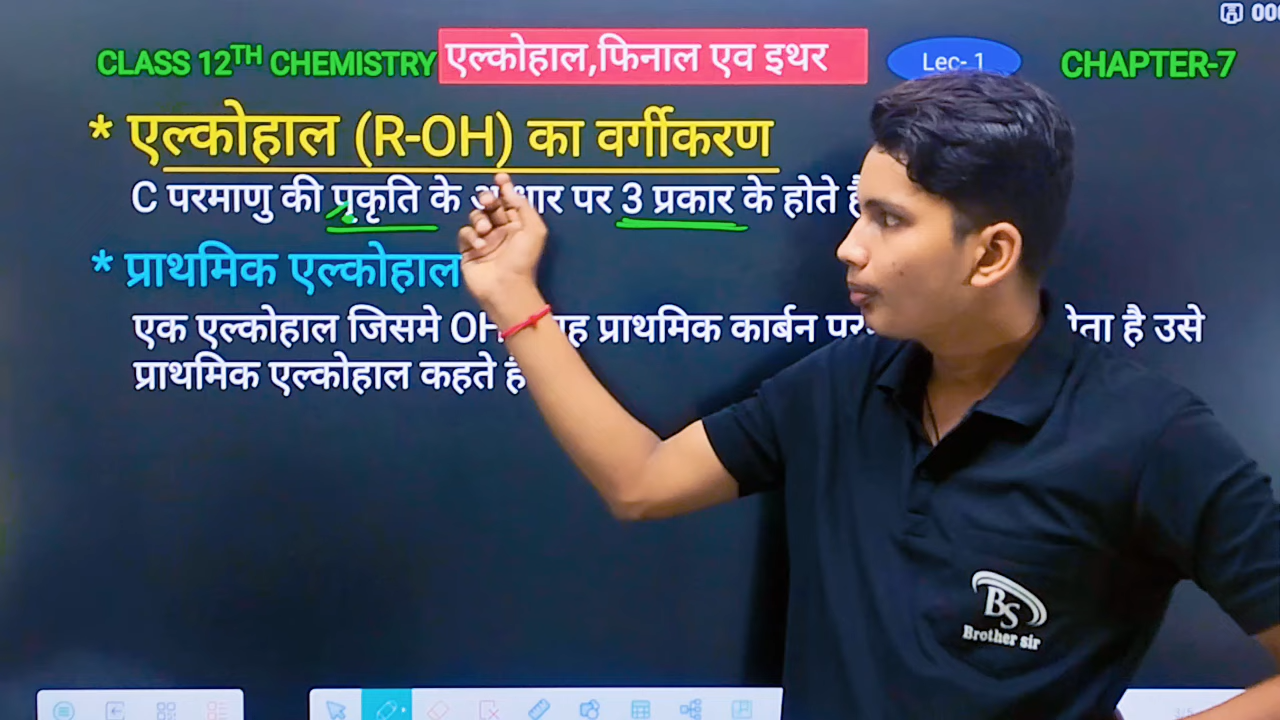 000
CLASS 12TH CHEMISTRY एल्कोहाल,फिनाल एव इथर Lec- 1 CHAPTER-7
* एल्कोहाल (R-OH) का वर्गीकरण
C परमाणु की प्रकृति के पर 3 प्रकार के होते
* प्राथमिक एल्कोहाल
एक एल्कोहाल जिसमे OH प्राथमिक कार्बन है उसे
प्राथमिक एल्कोहाल कहते
BS
Brother sir